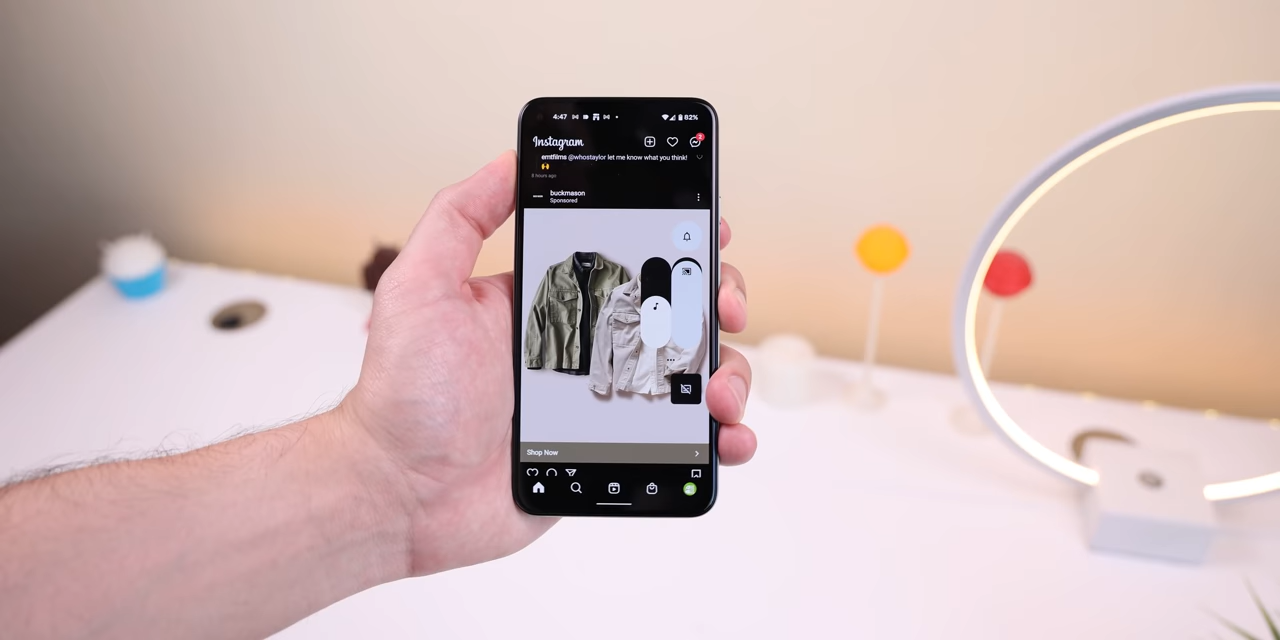 4:47
82%
Instagram
2
emtfilms @whostaylor let me know what you think!
8 hours ago
buckmason
Sponsored
Shop Now